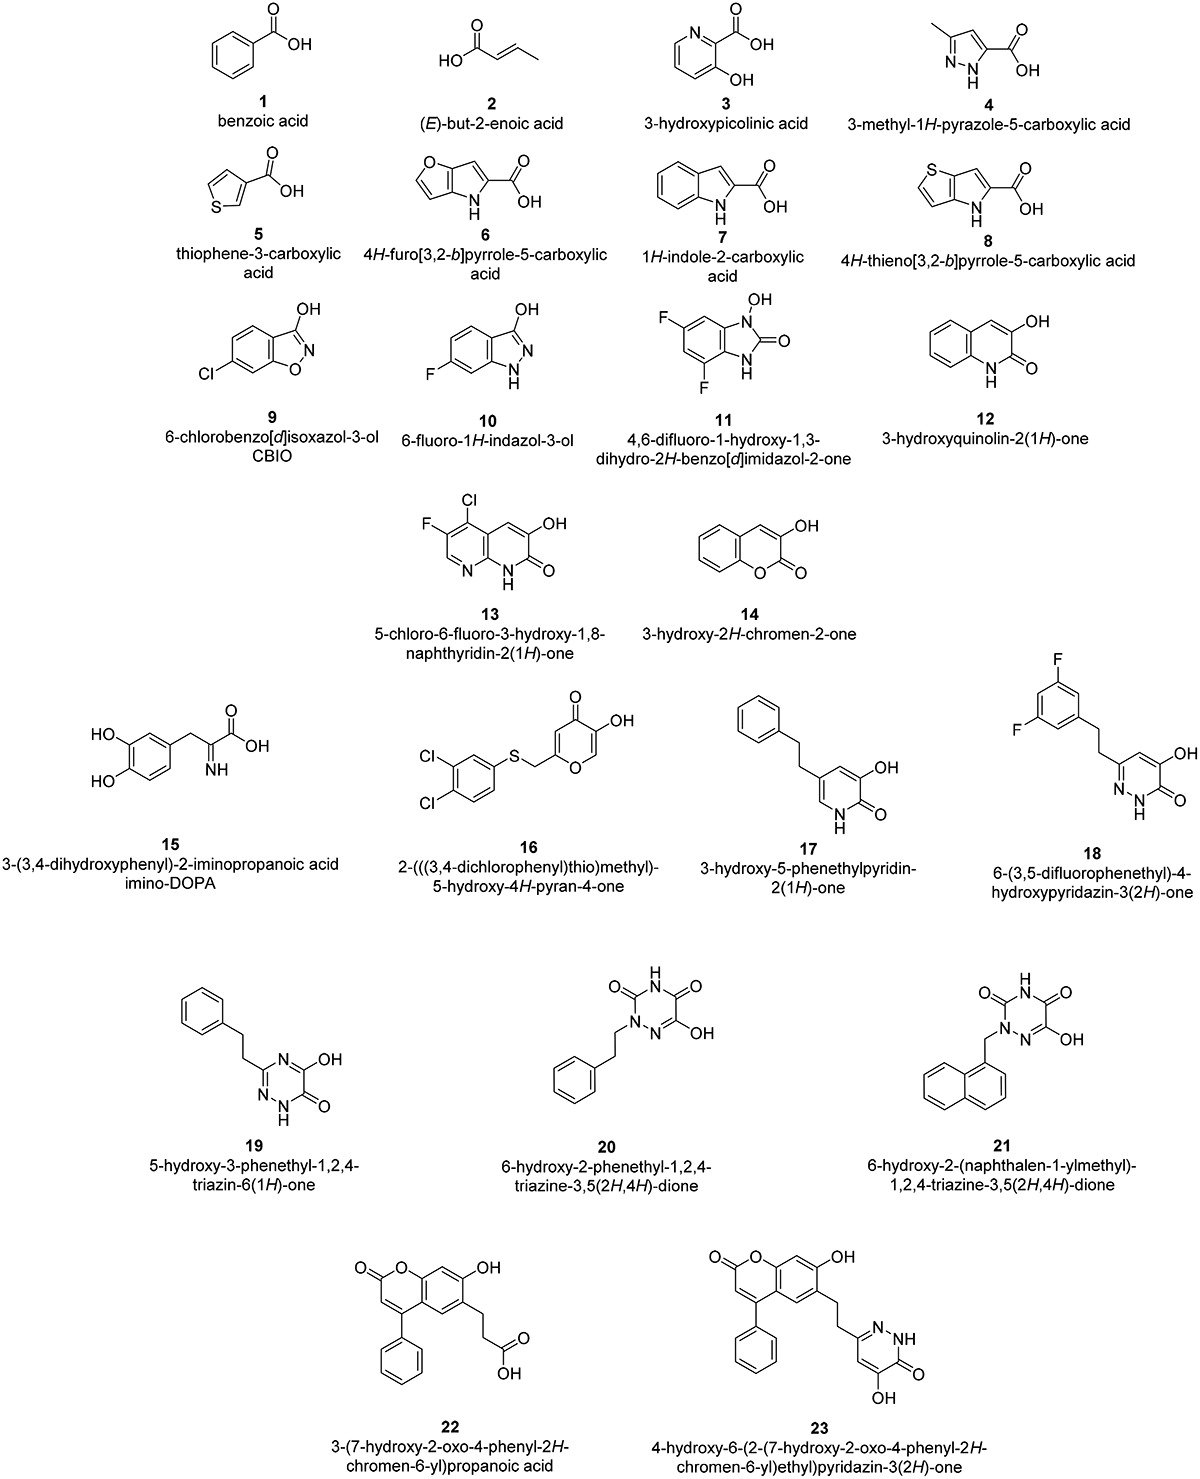 O
OH
1
benzoic acid
O
HO
2
(E)-but-2-enoic acid
N
O
OH
OH
3
3-hydroxypicolinic acid
N
N
H
O
OH
4
3-methyl-1H-pyrazole-5-carboxylic acid
O
OH
S
5
thiophene-3-carboxylic
acid
O
O
N
H
OH
6
4H-furo[3,2-b]pyrrole-5-carboxylic
acid
O
N
H
OH
7
1H-indole-2-carboxylic
acid
S
O
N
H
OH
8
4H-thieno[3,2-b]pyrrole-5-carboxylic acid
OH
N
O
Cl
9
6-chlorobenzo[d]isoxazol-3-ol
CBIO
OH
N
N
H
F
10
6-fluoro-1H-indazol-3-ol
OH
F
N
O
N
H
F
11
4,6-difluoro-1-hydroxy-1,3-
dihydro-2H-benzo[d]imidazol-2-one
OH
N
H
O
12
3-hydroxyquinolin-2(1H)-one
Cl
F
OH
N
N
H
O
13
5-chloro-6-fluoro-3-hydroxy-1,8-
naphthyridin-2(1H)-one
OH
O
O
14
3-hydroxy-2H-chromen-2-one
O
HO
OH
HO
NH
15
3-(3,4-dihydroxyphenyl)-2-iminopropanoic acid
imino-DOPA
O
OH
Cl
S
O
Cl
16
2-(((3,4-dichlorophenyl)thio)methyl)-
5-hydroxy-4H-pyran-4-one
OH
N
H
O
17
3-hydroxy-5-phenethylpyridin-
2(1H)-one
F
F
OH
N
N
H
O
18
6-(3,5-difluorophenethyl)-4-
hydroxypyridazin-3(2H)-one
N
OH
N
N
H
O
19
5-hydroxy-3-phenethyl-1,2,4-
triazin-6(1H)-one
H
O
N
O
N
N
OH
20
6-hydroxy-2-phenethyl-1,2,4-
triazine-3,5(2H,4H)-dione
H
O
N
O
N
N
OH
21
6-hydroxy-2-(naphthalen-1-ylmethyl)-
1,2,4-triazine-3,5(2H,4H)-dione
O
O
OH
O
OH
22
3-(7-hydroxy-2-oxo-4-phenyl-2H-
chromen-6-yl)propanoic acid
O
O
OH
N
NH
O
OH
23
4-hydroxy-6-(2-(7-hydroxy-2-oxo-4-phenyl-2H-
chromen-6-yl)ethyl)pyridazin-3(2H)-one